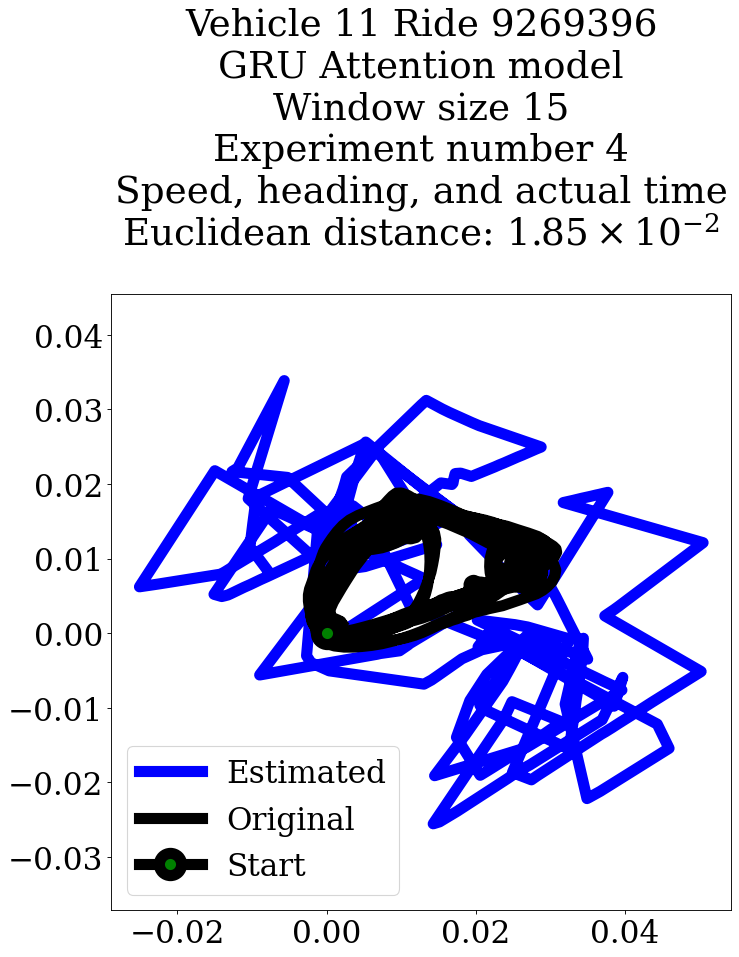 Vehicle 11 Ride 9269396
GRU Attention model
Window size 15
Experiment number 4
Speed, heading, and actual time
Euclidean distance: 1.85 × 10⁻²
0.04
0.03
0.02
0.01
0.00
−0.01
−0.02
−0.03
Estimated
Original
Start
−0.02 0.00 0.02 0.04